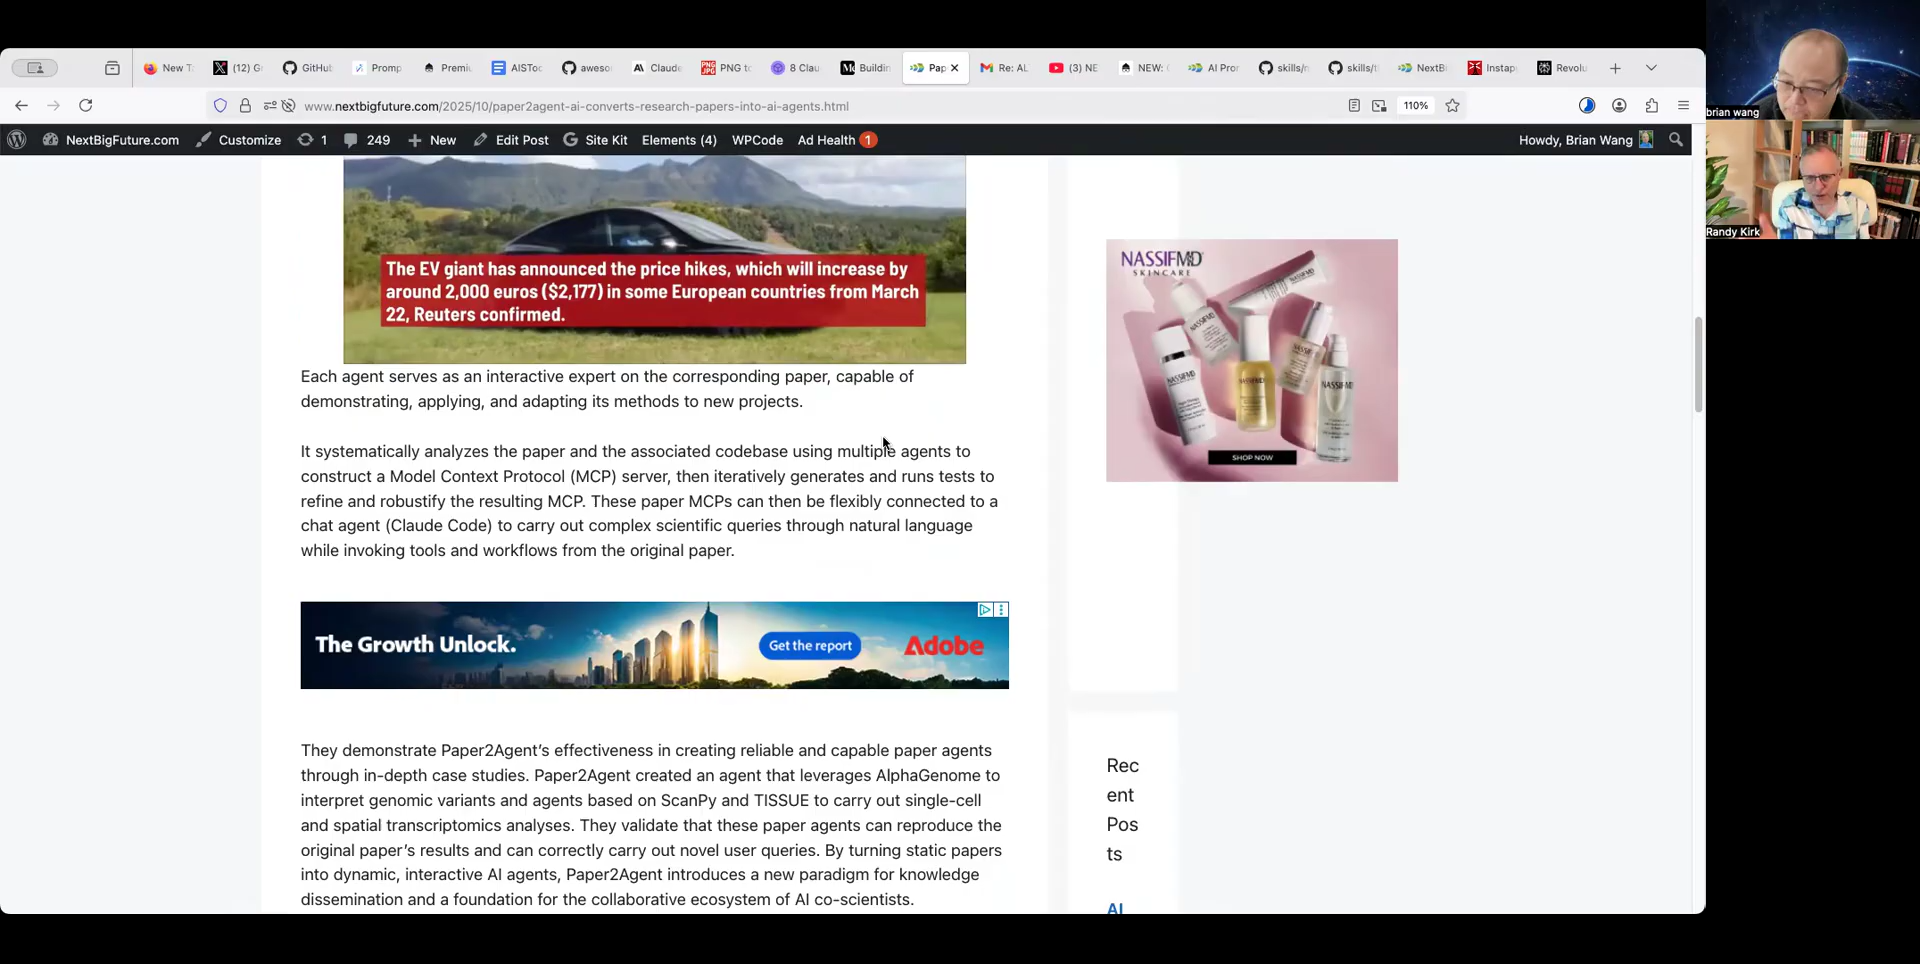 New T
(12) G
GitHub
Promp
Premi
AISToc
aweso
Claude
PNG to
8 Clau
Buildin
Pap
Re: AL
(3) NE
NEW:
AI Pror
skills/n
skills/t
NextBi
Instap
Revolu
www.nextbigfuture.com/2025/10/paper2agent-ai-converts-research-papers-into-ai-agents.html
110%
NextBigFuture.com
Customize
1
249
New
Edit Post
Site Kit
Elements (4)
WPCode
Ad Health 1
Howdy, Brian Wang
brian wang
Randy Kirk
The EV giant has announced the price hikes, which will increase by
around 2,000 euros ($2,177) in some European countries from March
22, Reuters confirmed.
Each agent serves as an interactive expert on the corresponding paper, capable of
demonstrating, applying, and adapting its methods to new projects.
It systematically analyzes the paper and the associated codebase using multiple agents to
construct a Model Context Protocol (MCP) server, then iteratively generates and runs tests to
refine and robustify the resulting MCP. These paper MCPs can then be flexibly connected to a
chat agent (Claude Code) to carry out complex scientific queries through natural language
while invoking tools and workflows from the original paper.
The Growth Unlock.
Get the report
Adobe
They demonstrate Paper2Agent's effectiveness in creating reliable and capable paper agents
through in-depth case studies. Paper2Agent created an agent that leverages AlphaGenome to
interpret genomic variants and agents based on ScanPy and TISSUE to carry out single-cell
and spatial transcriptomics analyses. They validate that these paper agents can reproduce the
original paper's results and can correctly carry out novel user queries. By turning static papers
into dynamic, interactive AI agents, Paper2Agent introduces a new paradigm for knowledge
dissemination and a foundation for the collaborative ecosystem of AI co-scientists.
NASSIFMD
SKINCARE
NASSIFMD
SHOP NOW
Rec
ent
Pos
ts
AI